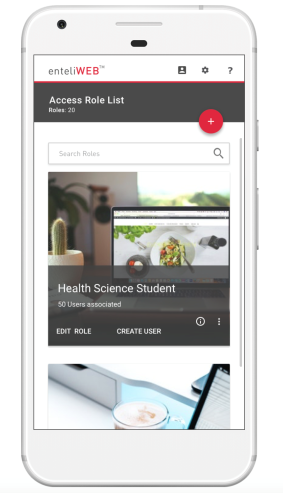 enteliWEB™
?
Access Role List
Roles: 20
+
Search Roles
Health Science Student
50 Users associated
EDIT ROLE CREATE USER